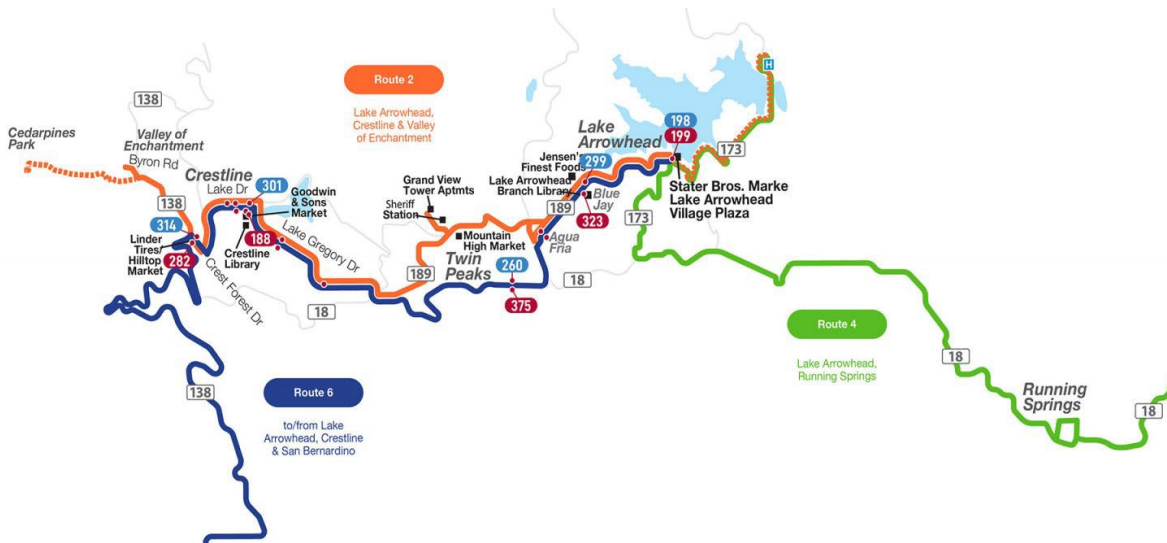 Route 2
Lake Arrowhead,
Crestline & Valley
of Enchantment
138
Cedarpines
Park
Valley of
Enchantment
Byron Rd
138
Crestline
Lake Dr
301
Goodwin
& Sons
Market
314
Linder
Tires/
Hilltop
Market
282
188
Crestline
Library
Crest Forest Dr
Lake Gregory Dr
18
Grand View
Tower Aptmts
Sheriff
Station
Mountain
High Market
Twin
Peaks
189
260
375
18
Jensen's
Finest Foods
Lake Arrowhead
Branch Library
189
Blue
Jay
Agua
Fria
299
323
Lake
Arrowhead
198
199
H
173
Stater Bros. Marke
Lake Arrowhead
Village Plaza
173
Route 4
Lake Arrowhead,
Running Springs
18
Running
Springs
18
138
Route 6
to/from Lake
Arrowhead, Crestline
& San Bernardino